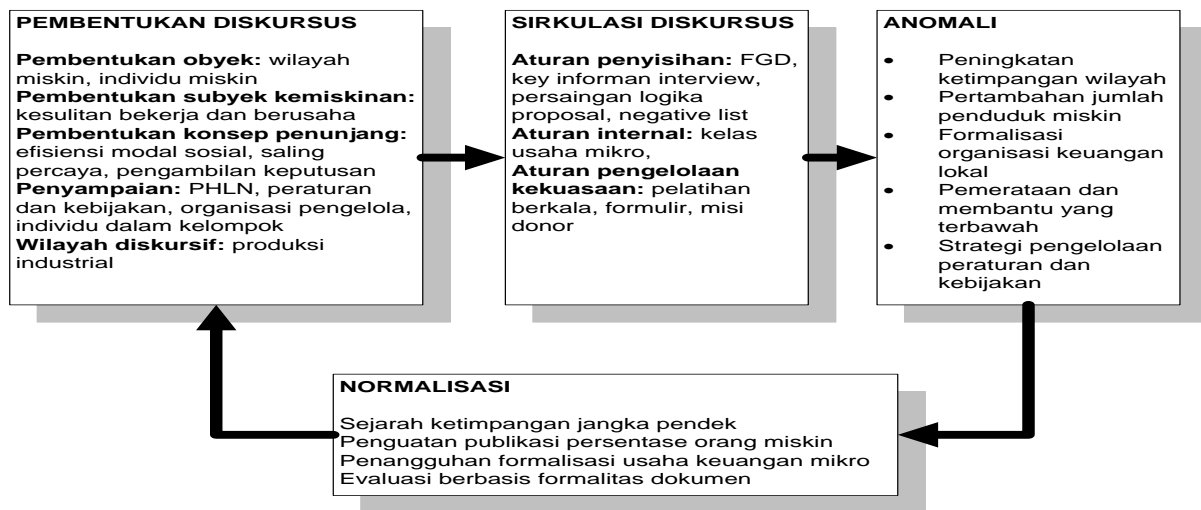 PEMBENTUKAN DISKURSUS
Pembentukan obyek: wilayah
miskin, individu miskin
Pembentukan subyek kemiskinan:
kesulitan bekerja dan berusaha
Pembentukan konsep penunjang:
efisiensi modal sosial, saling
percaya, pengambilan keputusan
Penyampaian: PHLN, peraturan
dan kebijakan, organisasi pengelola,
individu dalam kelompok
Wilayah diskursif: produksi
industrial
SIRKULASI DISKURSUS
Aturan penyisihan: FGD,
key informan interview,
persaingan logika
proposal, negative list
Aturan internal: kelas
usaha mikro,
Aturan pengelolaan
kekuasaan: pelatihan
berkala, formulir, misi
donor
ANOMALI
• Peningkatan
ketimpangan wilayah
• Pertambahan jumlah
penduduk miskin
• Formalisasi
organisasi keuangan
lokal
• Pemerataan dan
membantu yang
terbawah
• Strategi pengelolaan
peraturan dan
kebijakan
NORMALISASI
Sejarah ketimpangan jangka pendek
Penguatan publikasi persentase orang miskin
Penangguhan formalisasi usaha keuangan mikro
Evaluasi berbasis formalitas dokumen